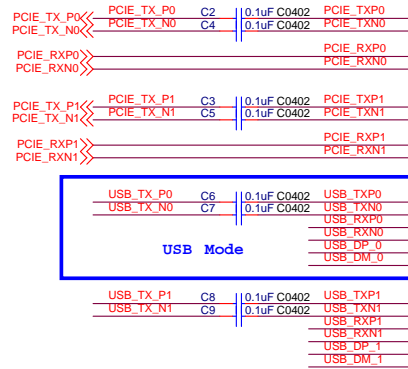 PCIE_TX_P0 PCIE_TX_P0 C2 0.1uF C0402 PCIE_TXP0
PCIE_TX_N0 PCIE_TX_N0 C4 0.1uF C0402 PCIE_TXN0
PCIE_RXP0 PCIE_RXP0
PCIE_RXN0 PCIE_RXN0
PCIE_TX_P1 PCIE_TX_P1 C3 0.1uF C0402 PCIE_TXP1
PCIE_TX_N1 PCIE_TX_N1 C5 0.1uF C0402 PCIE_TXN1
PCIE_RXP1 PCIE_RXP1
PCIE_RXN1 PCIE_RXN1
USB_TX_P0 C6 0.1uF C0402 USB_TXP0
USB_TX_N0 C7 0.1uF C0402 USB_TXN0
USB_RXP0
USB_RXN0
USB Mode USB_DP_0
USB_DM_0
USB_TX_P1 C8 0.1uF C0402 USB_TXP1
USB_TX_N1 C9 0.1uF C0402 USB_TXN1
USB_RXP1
USB_RXN1
USB_DP_1
USB_DM_1